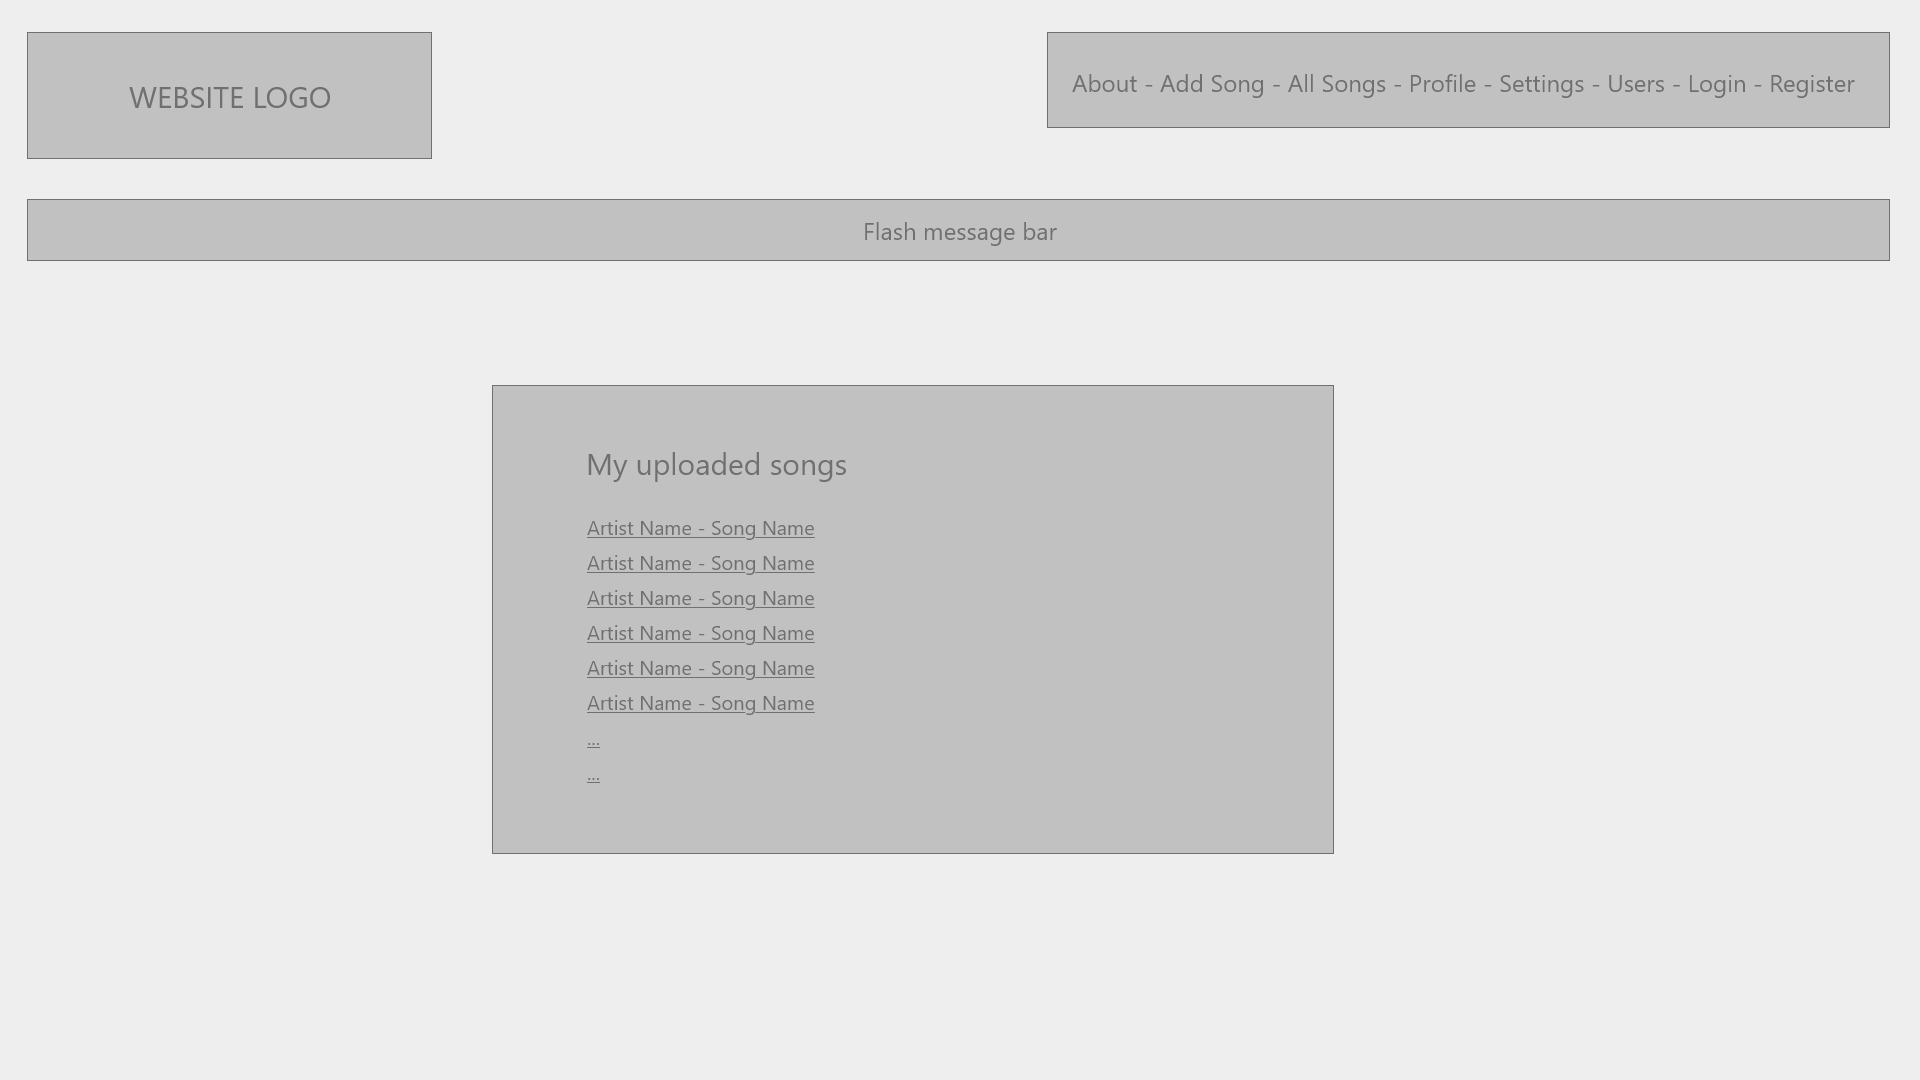 WEBSITE LOGO
About - Add Song - All Songs - Profile - Settings - Users - Login - Register
Flash message bar
My uploaded songs
Artist Name - Song Name
Artist Name - Song Name
Artist Name - Song Name
Artist Name - Song Name
Artist Name - Song Name
Artist Name - Song Name
...
...